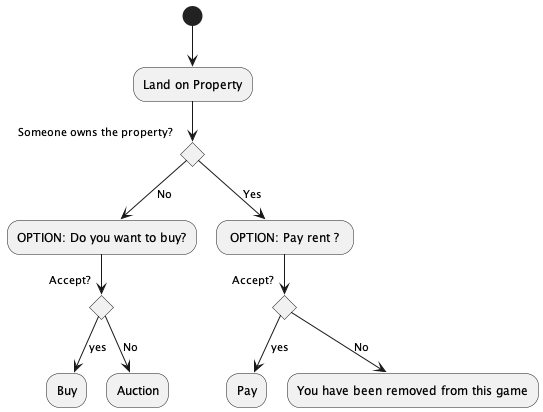 Land on Property
Someone owns the property?
No
Yes
OPTION: Do you want to buy?
OPTION: Pay rent ?
Accept?
Accept?
yes
No
yes
No
Buy
Auction
Pay
You have been removed from this game